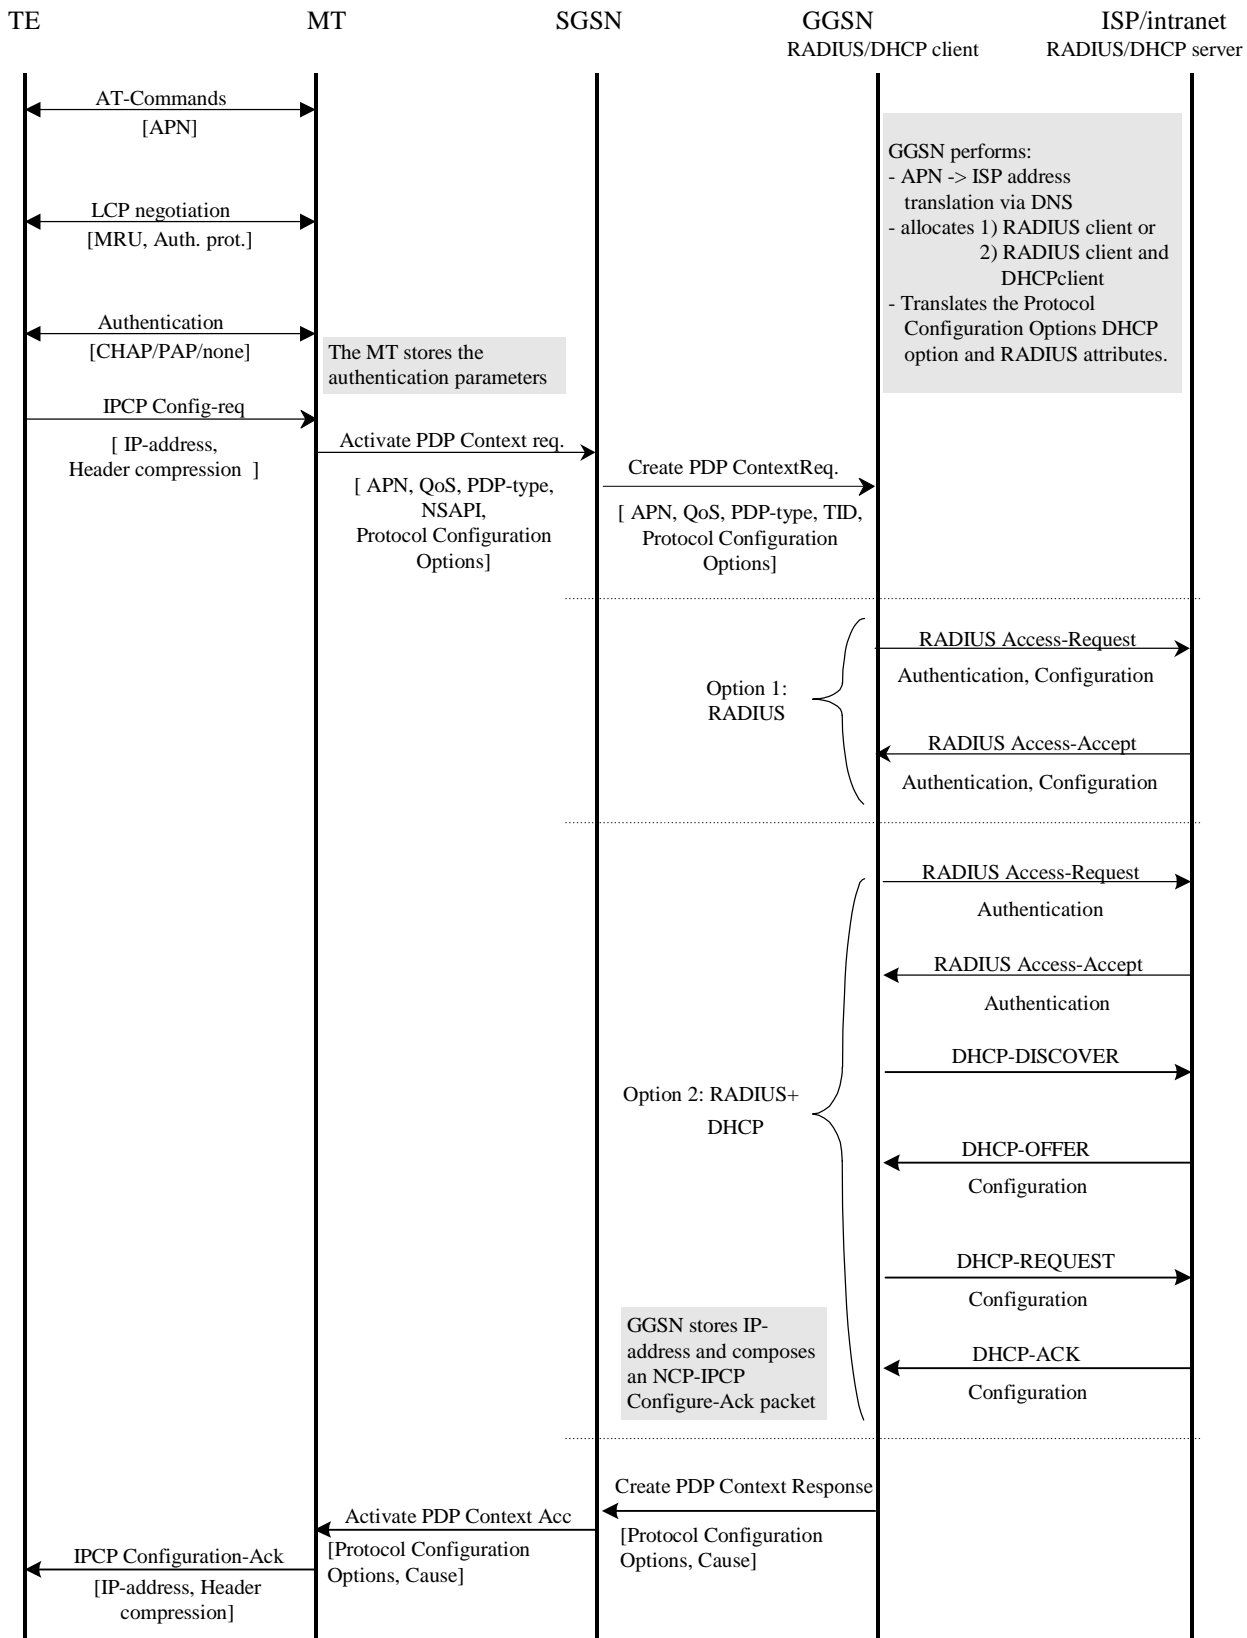 TE
MT
SGSN
GGSN
ISP/intranet
RADIUS/DHCP client
RADIUS/DHCP server
AT-Commands
[APN]
LCP negotiation
[MRU, Auth. prot.]
Authentication
[CHAP/PAP/none]
The MT stores the
authentication parameters
GGSN performs:
- APN -> ISP address
translation via DNS
- allocates 1) RADIUS client or
2) RADIUS client and
DHCPclient
- Translates the Protocol
Configuration Options DHCP
option and RADIUS attributes.
IPCP Config-req
[ IP-address,
Header compression ]
Activate PDP Context req.
[ APN, QoS, PDP-type,
NSAPI,
Protocol Configuration
Options]
Create PDP ContextReq.
[ APN, QoS, PDP-type, TID,
Protocol Configuration
Options]
Option 1:
RADIUS
RADIUS Access-Request
Authentication, Configuration
RADIUS Access-Accept
Authentication, Configuration
RADIUS Access-Request
Authentication
RADIUS Access-Accept
Authentication
DHCP-DISCOVER
Option 2: RADIUS+
DHCP
DHCP-OFFER
Configuration
DHCP-REQUEST
Configuration
GGSN stores IP-
address and composes
an NCP-IPCP
Configure-Ack packet
DHCP-ACK
Configuration
Create PDP Context Response
[Protocol Configuration
Options, Cause]
Activate PDP Context Acc
[Protocol Configuration
Options, Cause]
IPCP Configuration-Ack
[IP-address, Header
compression]